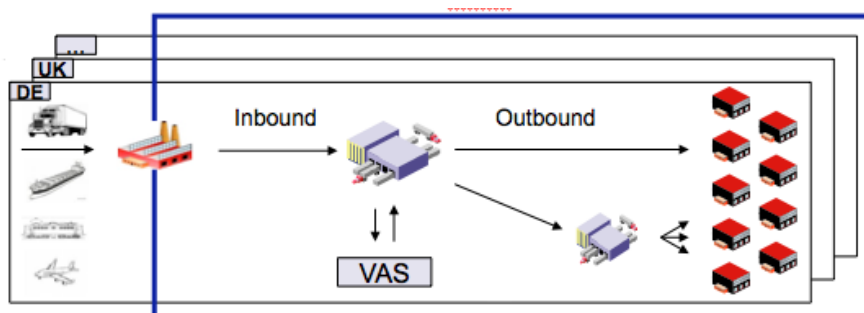 ...
UK
DE
Inbound
Outbound
VAS